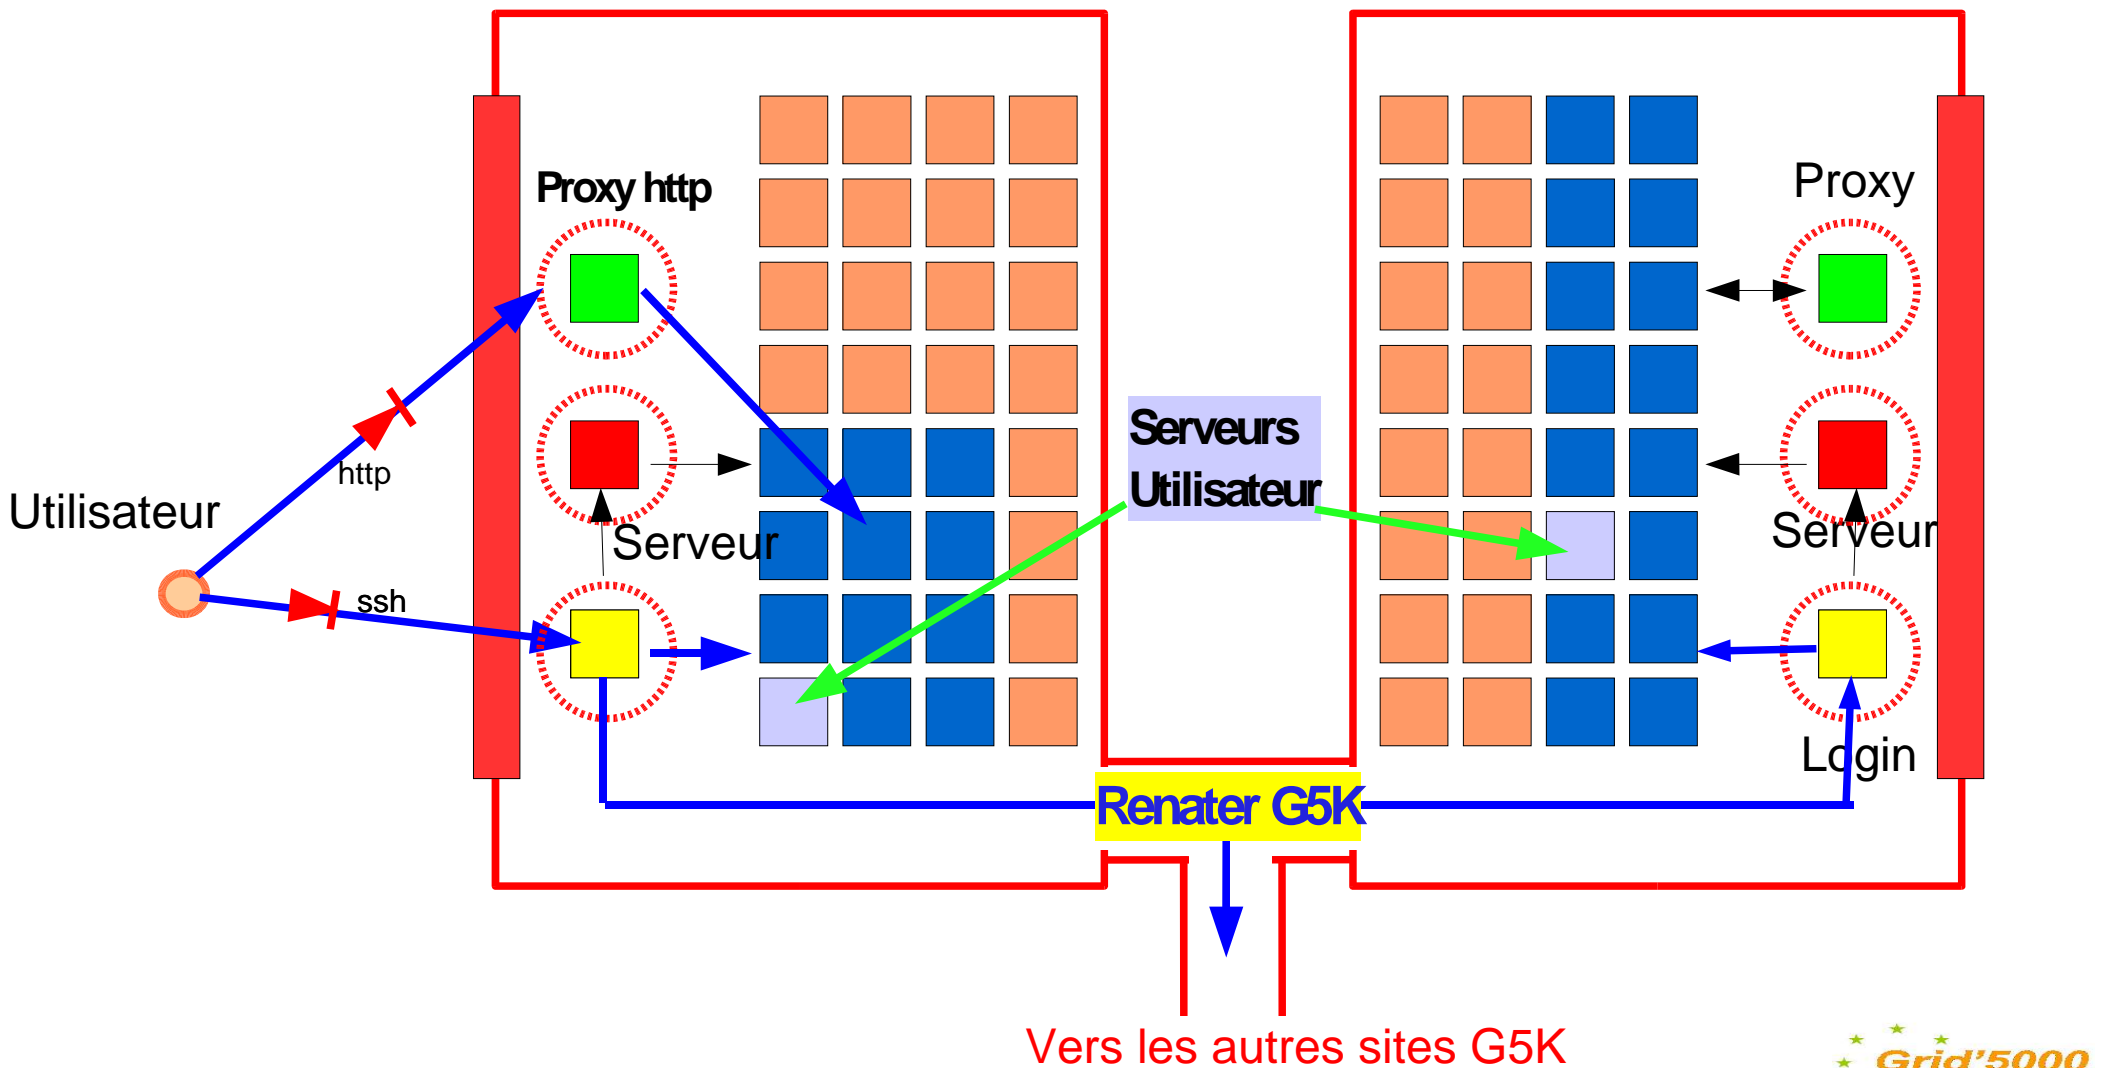 Proxy http
Proxy
Serveurs
Utilisateur
http
Utilisateur
Serveur
Serveur
ssh
Login
Renater G5K
Vers les autres sites G5K
Grid'5000